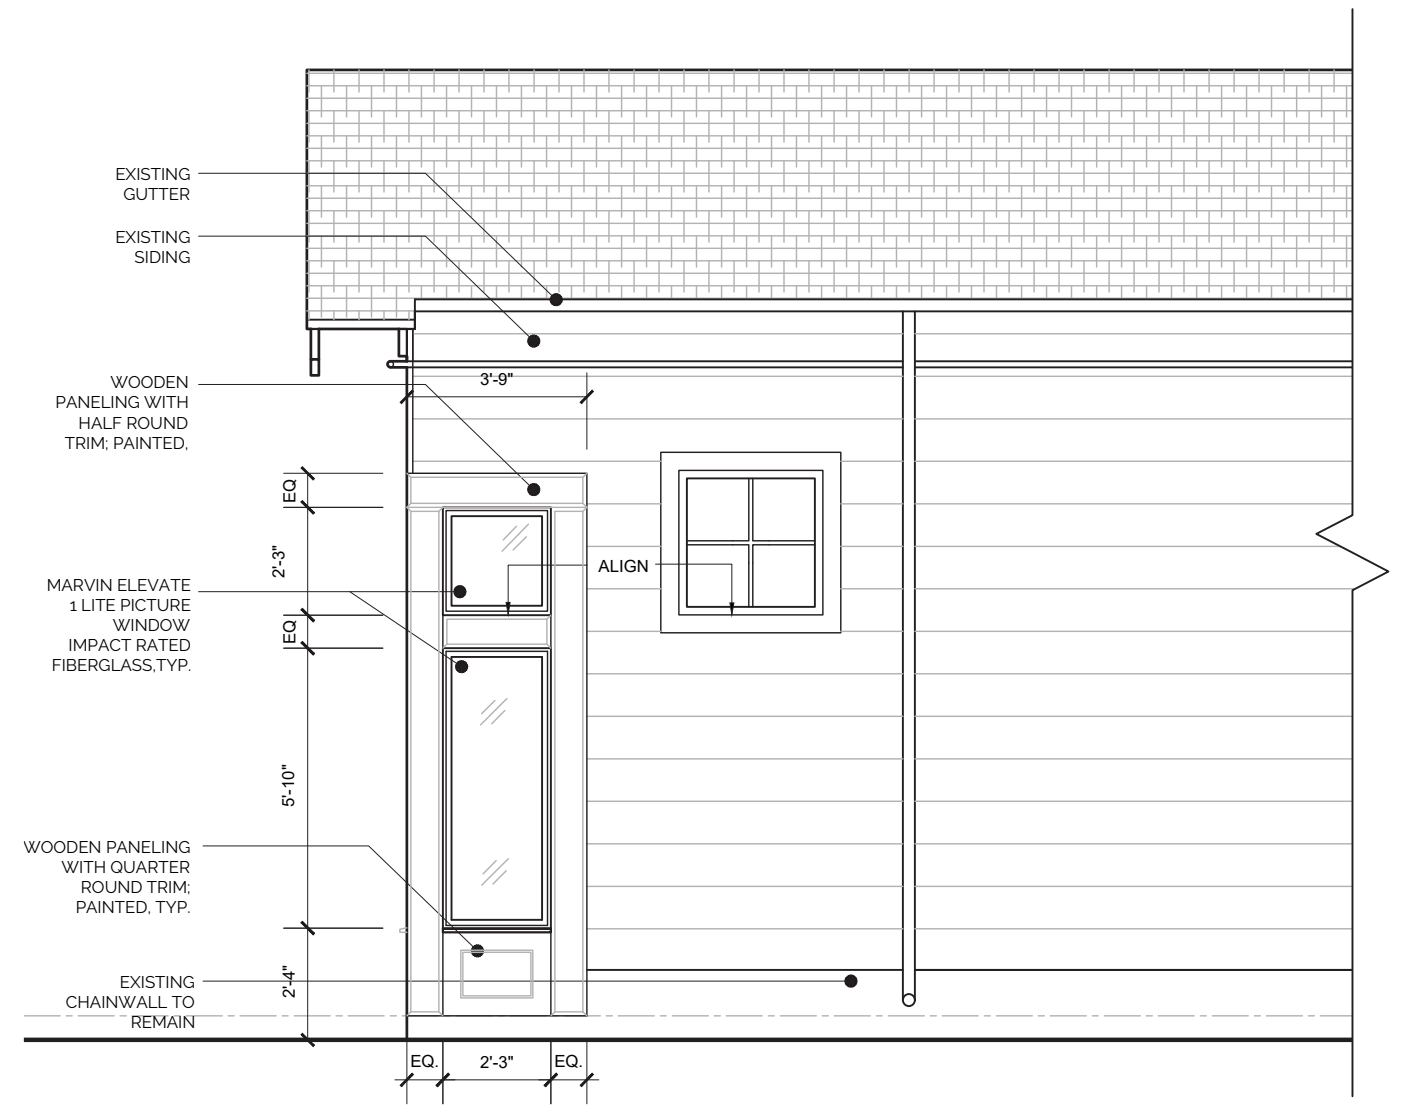 EXISTING
GUTTER
EXISTING
SIDING
WOODEN
PANELING WITH
HALF ROUND
TRIM; PAINTED,
3'-9"
EQ
2'-3"
EQ
5'-10"
2'-4"
ALIGN
MARVIN ELEVATE
1 LITE PICTURE
WINDOW
IMPACT RATED
FIBERGLASS,TYP.
WOODEN PANELING
WITH QUARTER
ROUND TRIM;
PAINTED, TYP.
EXISTING
CHAINWALL TO
REMAIN
EQ.
2'-3"
EQ.